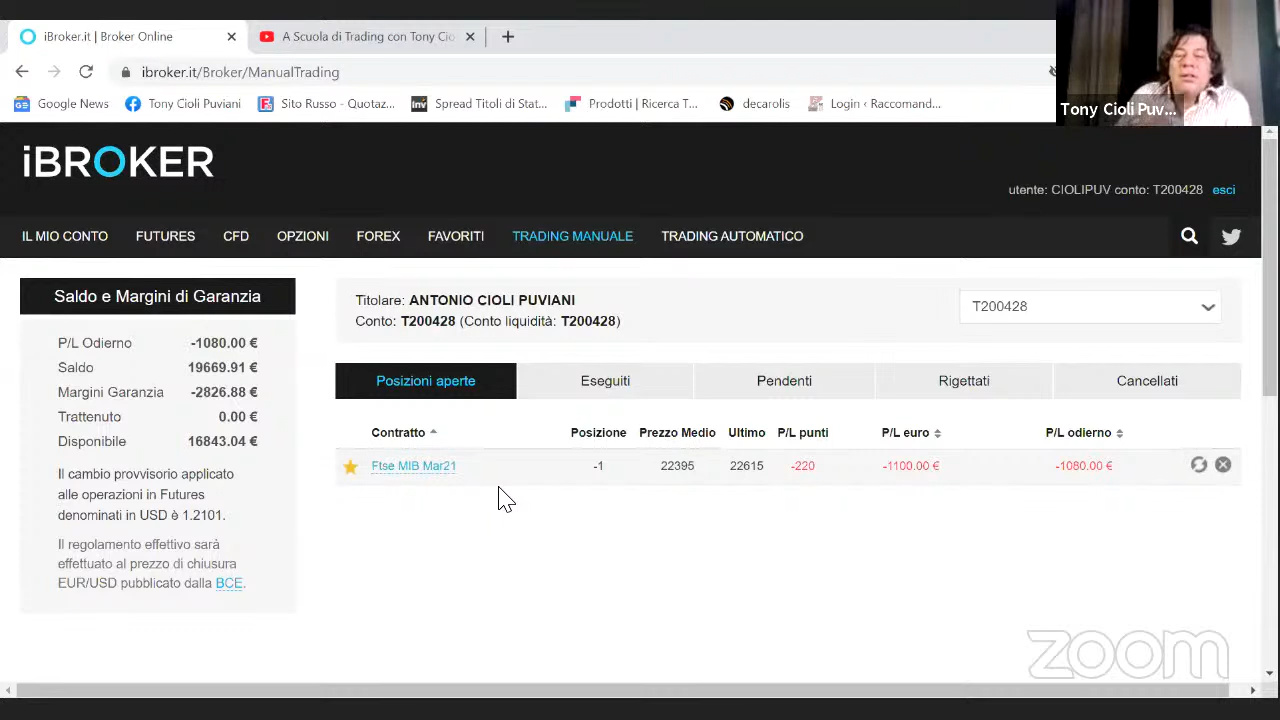 iBroker.it | Broker Online
A Scuola di Trading con Tony Cio
ibroker.it/Broker/ManualTrading
Google News
Tony Cioli Puviani
Sito Russo - Quotaz...
Spread Titoli di Stat...
Prodotti | Ricerca T...
decarolis
Login ‹ Raccomand...
Tony Cioli Puv...
iBROKER
utente: CIOLIPUV conto: T200428 esci
IL MIO CONTO FUTURES CFD OPZIONI FOREX FAVORITI TRADING MANUALE TRADING AUTOMATICO
Saldo e Margini di Garanzia
P/L Odierno -1080.00 €
Saldo 19669.91 €
Margini Garanzia -2826.88 €
Trattenuto 0.00 €
Disponibile 16843.04 €
Il cambio provvisorio applicato
alle operazioni in Futures
denominati in USD è 1.2101.
Il regolamento effettivo sarà
effettuato al prezzo di chiusura
EUR/USD pubblicato dalla BCE.
Titolare: ANTONIO CIOLI PUVIANI
Conto: T200428 (Conto liquidità: T200428)
T200428
Posizioni aperte Eseguiti Pendenti Rigettati Cancellati
Contratto Posizione Prezzo Medio Ultimo P/L punti P/L euro P/L odierno
Ftse MIB Mar21 -1 22395 22615 -220 -1100.00 € -1080.00 €
zoom